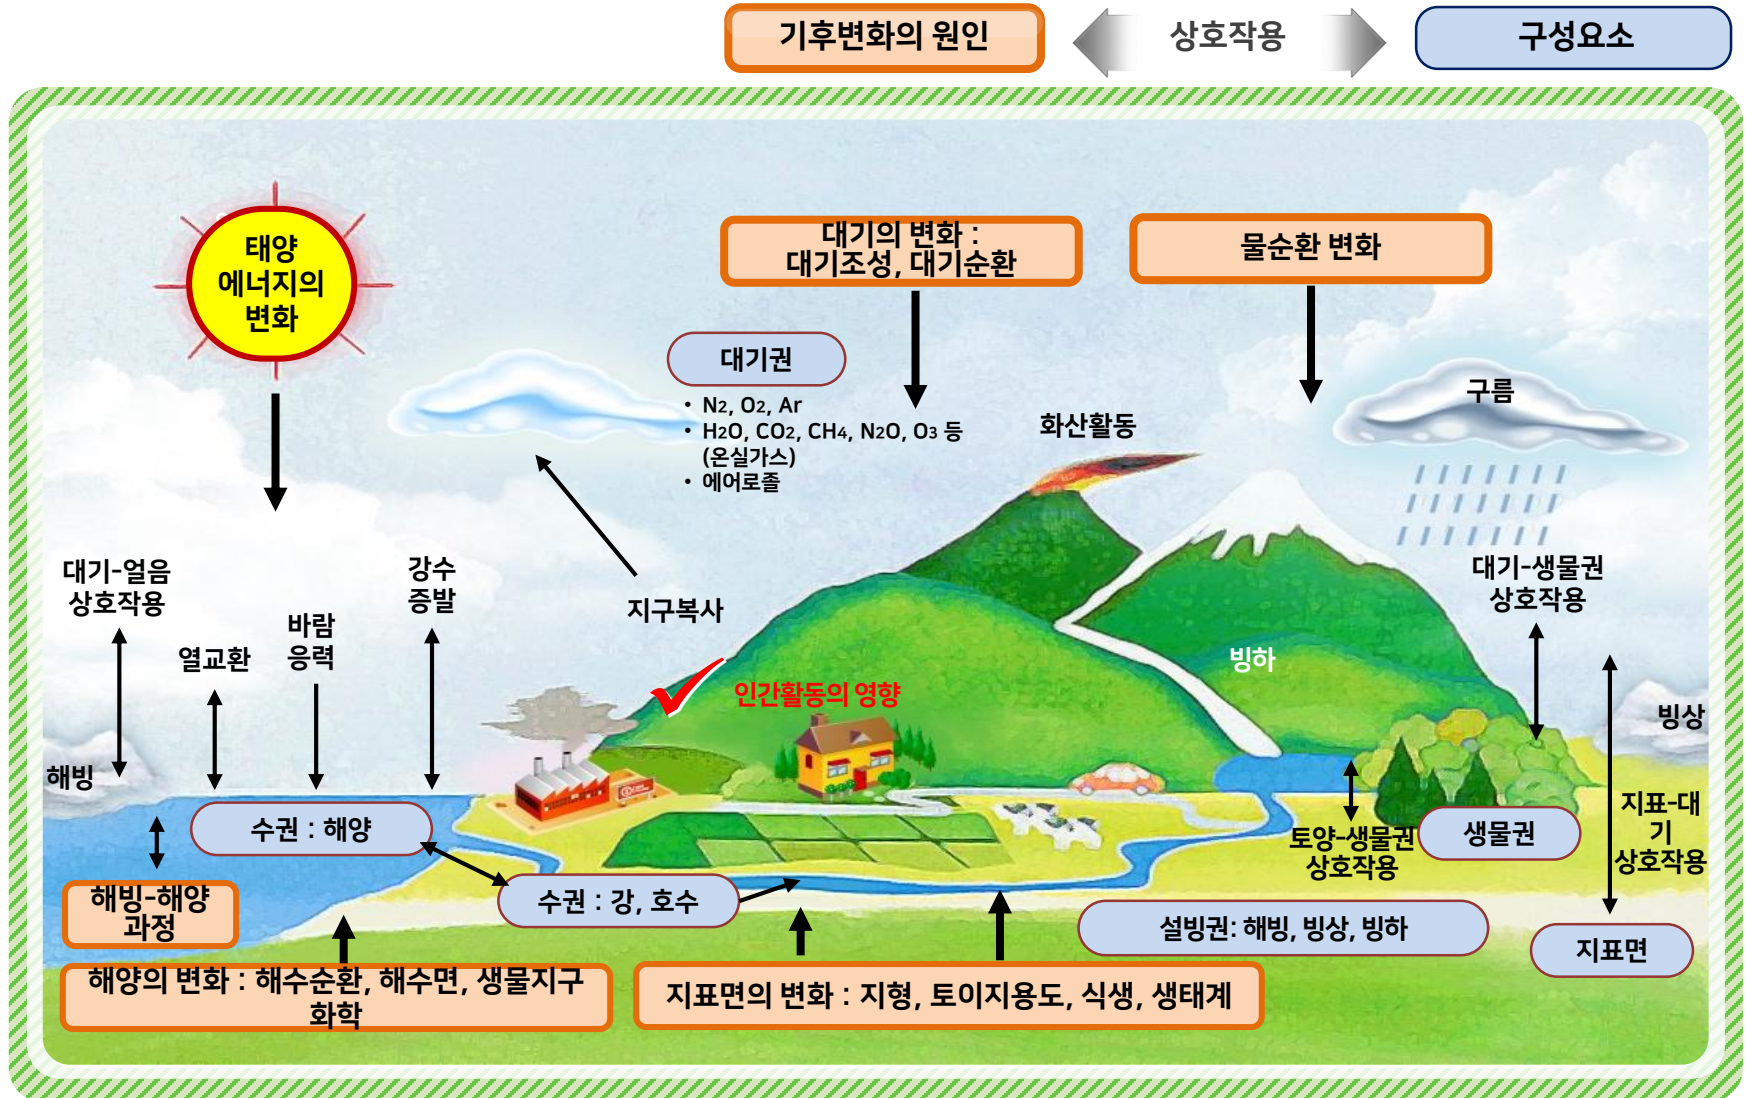 기후변화의 원인
상호작용
구성요소
태양
에너지의
변화
대기의 변화 :
대기조성, 대기순환
물순환 변화
대기권
• N2, O2, Ar
• H2O, CO2, CH4, N2O, O3 등
(온실가스)
• 에어로졸
화산활동
구름
대기-얼음
상호작용
열교환
바람
응력
강수
증발
지구복사
대기-생물권
상호작용
인간활동의 영향
빙하
빙상
해빙
수권 : 해양
지표-대
기
상호작용
토양-생물권
상호작용
생물권
해빙-해양
과정
수권 : 강, 호수
설빙권: 해빙, 빙상, 빙하
지표면
해양의 변화 : 해수순환, 해수면, 생물지구
화학
지표면의 변화 : 지형, 토이지용도, 식생, 생태계